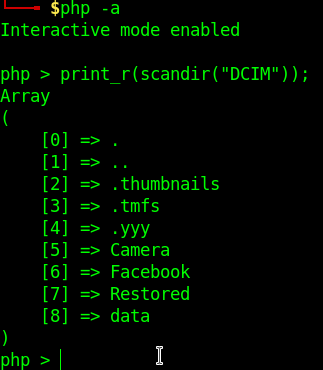 $php -a
Interactive mode enabled
php > print_r(scandir("DCIM"));
Array
(
    [0] => .
    [1] => ..
    [2] => .thumbnails
    [3] => .tmfs
    [4] => .yyy
    [5] => Camera
    [6] => Facebook
    [7] => Restored
    [8] => data
)
php >